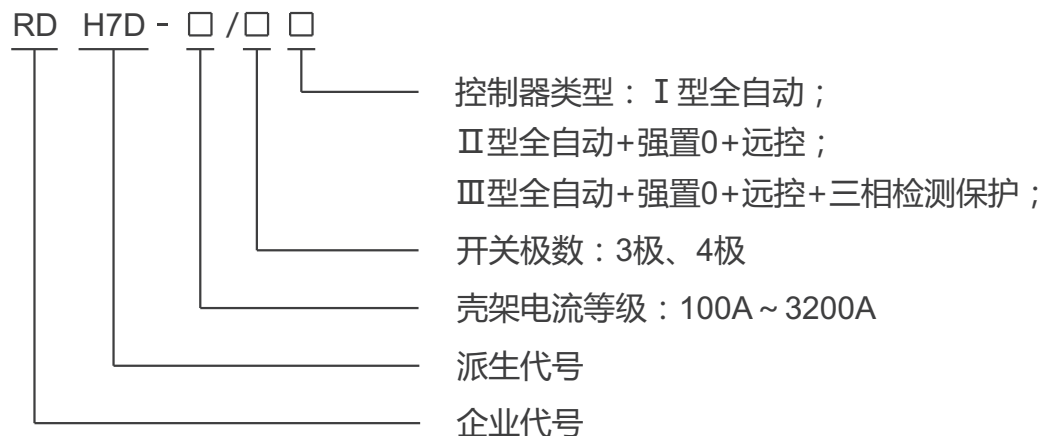 RD H7D - □ / □ □
控制器类型：Ⅰ型全自动；
Ⅱ型全自动+强置0+远控；
Ⅲ型全自动+强置0+远控+三相检测保护；
开关极数：3极、4极
壳架电流等级：100A～3200A
派生代号
企业代号